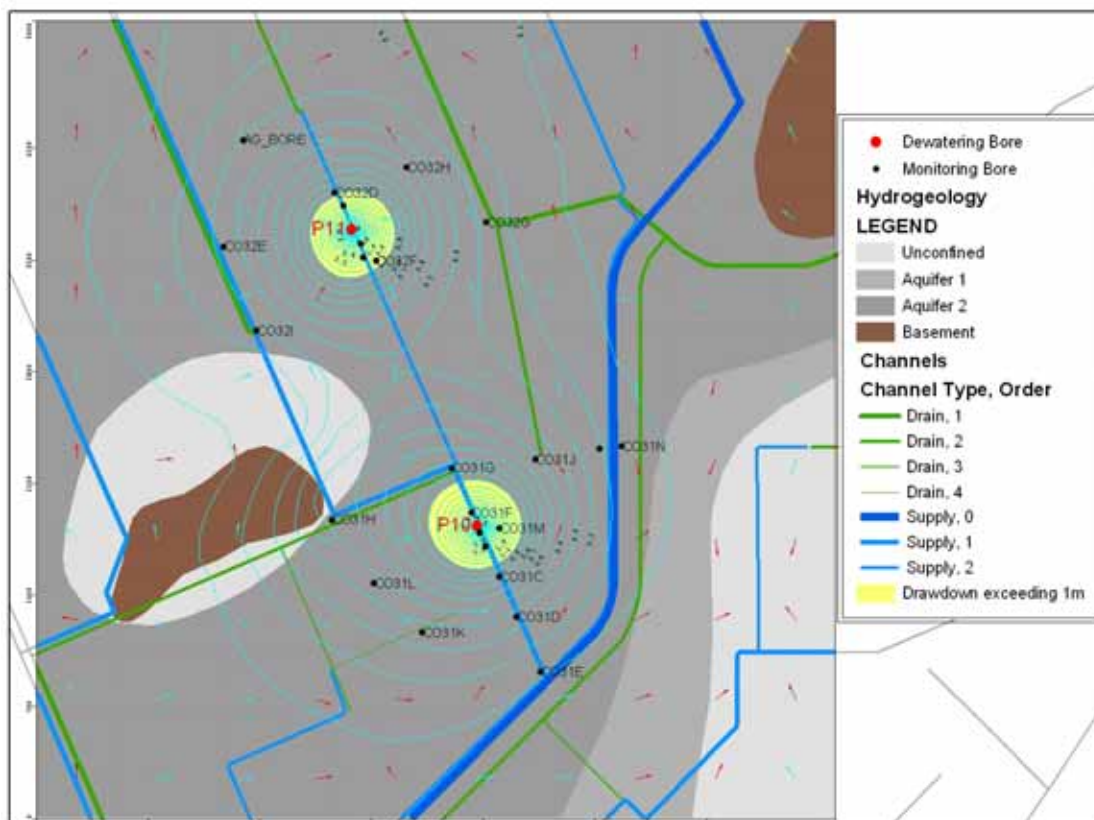 AG_BORE
CO32H
CO32D
CO32G
P11
CO32E
CO32F
CO32I
CO31G
CO31J
CO31N
CO31F
P10
CO31M
CO31H
CO31C
CO31L
CO31D
CO31K
CO31E
Dewatering Bore
Monitoring Bore
Hydrogeology
LEGEND
Unconfined
Aquifer 1
Aquifer 2
Basement
Channels
Channel Type, Order
Drain, 1
Drain, 2
Drain, 3
Drain, 4
Supply, 0
Supply, 1
Supply, 2
Drawdown exceeding 1m